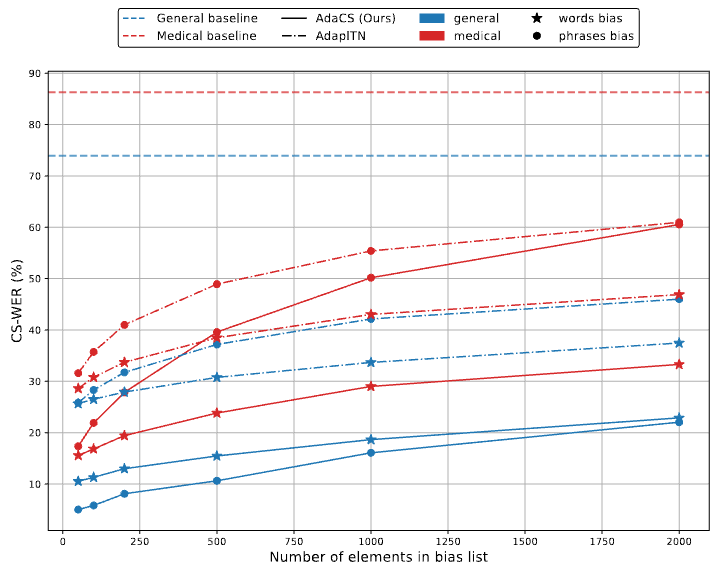 General baseline AdaCS (Ours) general words bias
Medical baseline AdapITN medical phrases bias
90
80
70
60
50
40
30
20
10
CS-WER (%)
0 250 500 750 1000 1250 1500 1750 2000
Number of elements in bias list